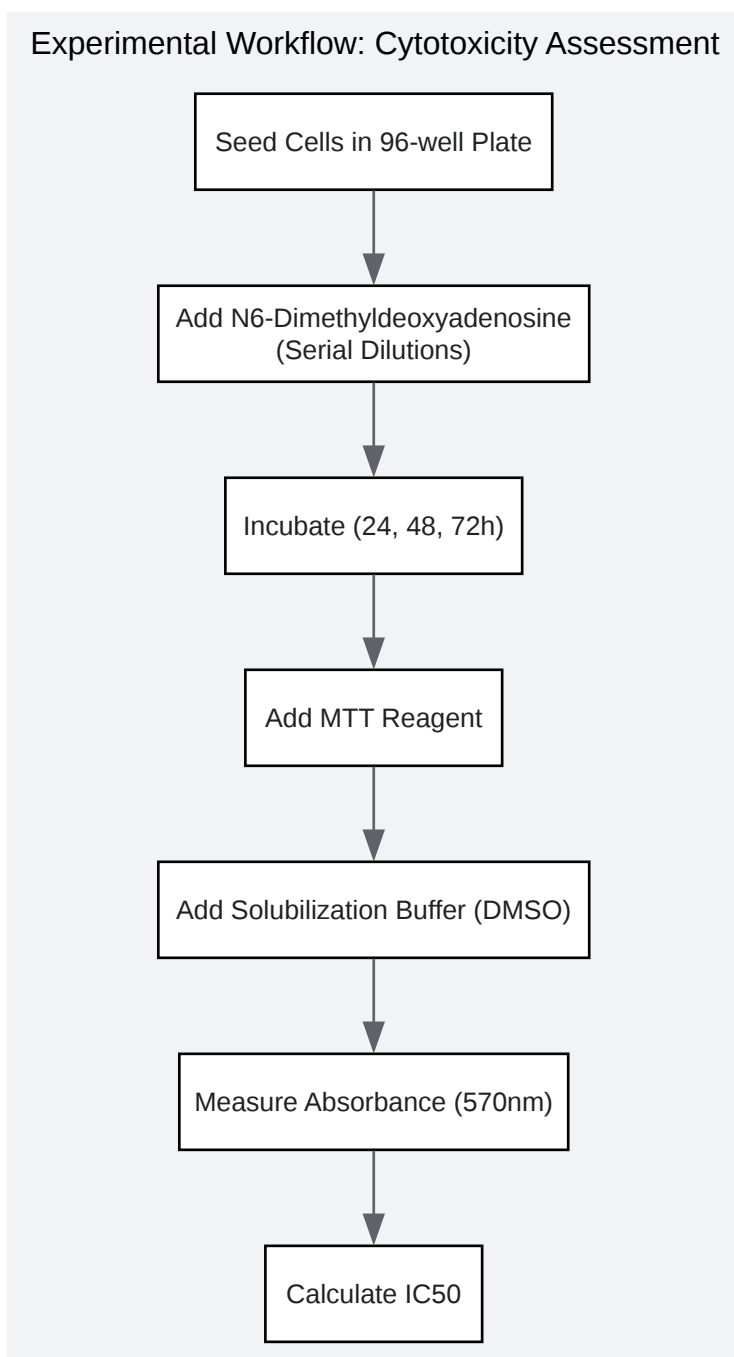 Experimental Workflow: Cytotoxicity Assessment
Seed Cells in 96-well Plate
Add N6-Dimethyldeoxyadenosine
(Serial Dilutions)
Incubate (24, 48, 72h)
Add MTT Reagent
Add Solubilization Buffer (DMSO)
Measure Absorbance (570nm)
Calculate IC50